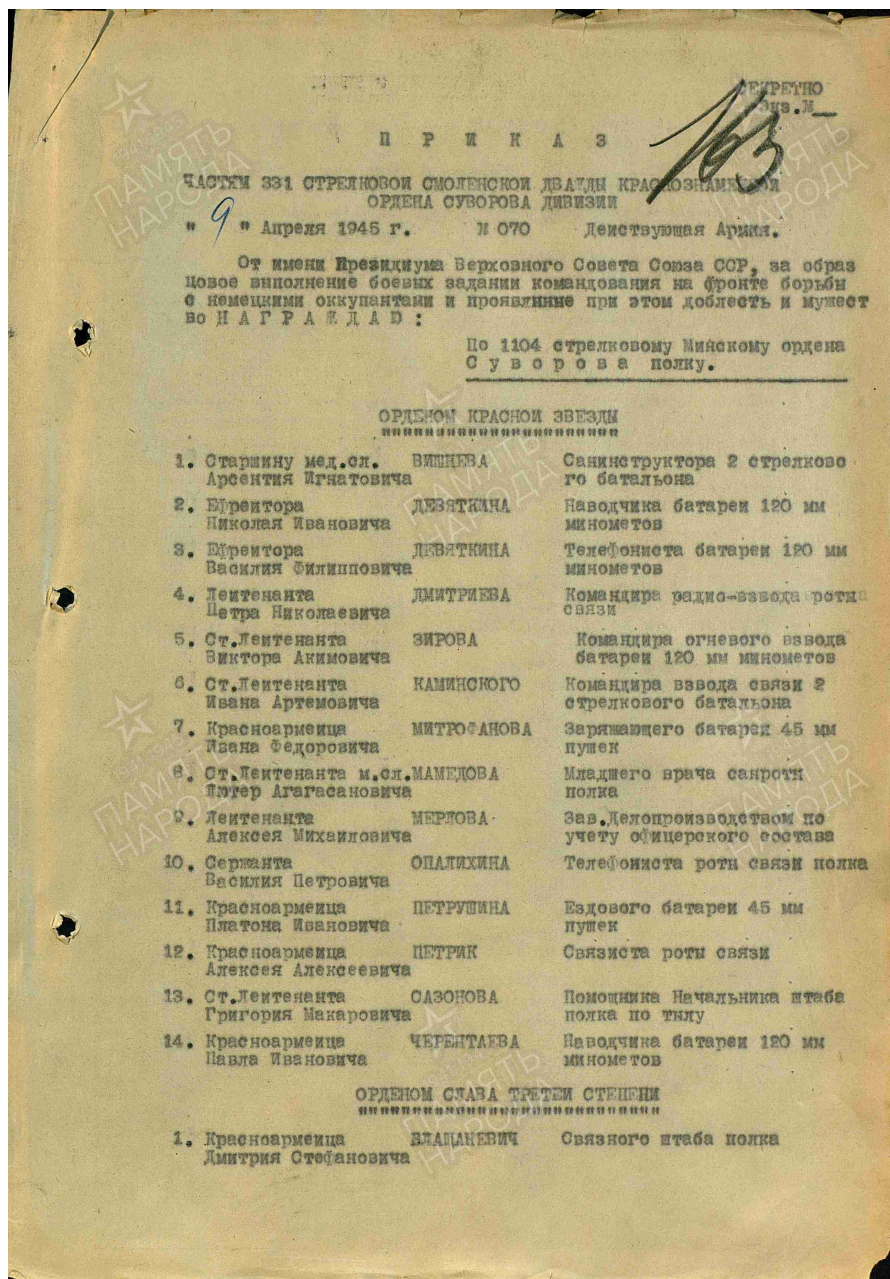 СЕКРЕТНО
Экз.№_
163
П Р И К А З
ЧАСТЯМ 331 СТРЕЛКОВОЙ СМОЛЕНСКОЙ ДВАЖДЫ КРАСНОЗНАМЕННОЙ
ОРДЕНА СУВОРОВА ДИВИЗИИ
" 9 " Апреля 1945 г. № 070 Действующая Армия.
От имени Президиума Верховного Совета Союза ССР, за образ
цовое выполнение боевых заданий командования на фронте борьбы
с немецкими оккупантами и проявлнные при этом доблесть и мужест
во Н А Г Р А Ж Д А Ю :
По 1104 стрелковому Минскому ордена
С у в о р о в а полку.
ОРДЕНОМ КРАСНОЙ ЗВЕЗДЫ
1. Старшину мед.сл. ВИШНЕВА Санинструктора 2 стрелково
Арсентия Игнатовича го батальона
2. Ефрейтора ДЕВЯТКИНА Наводчика батареи 120 мм
Николая Ивановича минометов
3. Ефрейтора ДЕВЯТКИНА Телефониста батареи 120 мм
Василия Филипповича минометов
4. Лейтенанта ДМИТРИЕВА Командира радио-взвода роты
Петра Николаевича связи
5. Ст.Лейтенанта ЗИРОВА Командира огневого взвода
Виктора Акимовича батареи 120 мм минометов
6. Ст.Лейтенанта КАМИНСКОГО Командира взвода связи 2
Ивана Артемовича стрелкового батальона
7. Красноармейца МИТРОФАНОВА Заряжающего батареи 45 мм
Ивана Федоровича пушек
8. Ст.Лейтенанта м.сл.МАМЕДОВА Младшего врача санроты
Лютер Агагасановича полка
9. Лейтенанта МЕРЛОВА Зав.Делопроизводством по
Алексея Михайловича учету офицерского состава
10. Сержанта ОПАЛИХИНА Телефониста роты связи полка
Василия Петровича
11. Красноармейца ПЕТРУШИНА Ездового батареи 45 мм
Платона Ивановича пушек
12. Красноармейца ПЕТРИК Связиста роты связи
Алексея Алексеевича
13. Ст.Лейтенанта САЗОНОВА Помощника Начальника штаба
Григория Макаровича полка по тылу
14. Красноармейца ЧЕРЕНТАЕВА Наводчика батареи 120 мм
Павла Ивановича минометов
ОРДЕНОМ СЛАВА ТРЕТЕЙ СТЕПЕНИ
1. Красноармейца ВЛАЦАНЕВИЧ Связного штаба полка
Дмитрия Стефановича